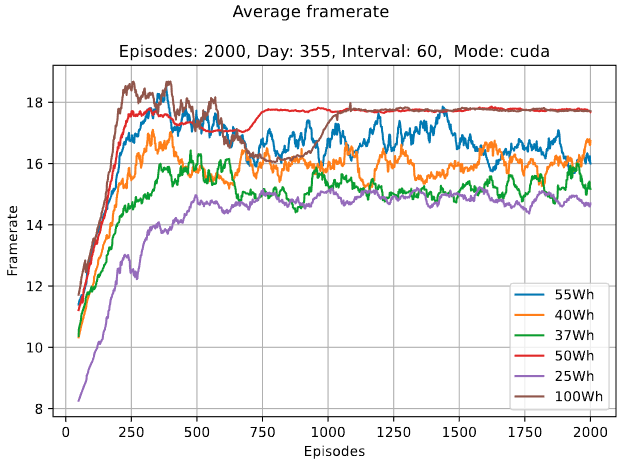 Average framerate
Episodes: 2000, Day: 355, Interval: 60,  Mode: cuda
Framerate
18
16
14
12
10
8
0 250 500 750 1000 1250 1500 1750 2000
Episodes
55Wh
40Wh
37Wh
50Wh
25Wh
100Wh